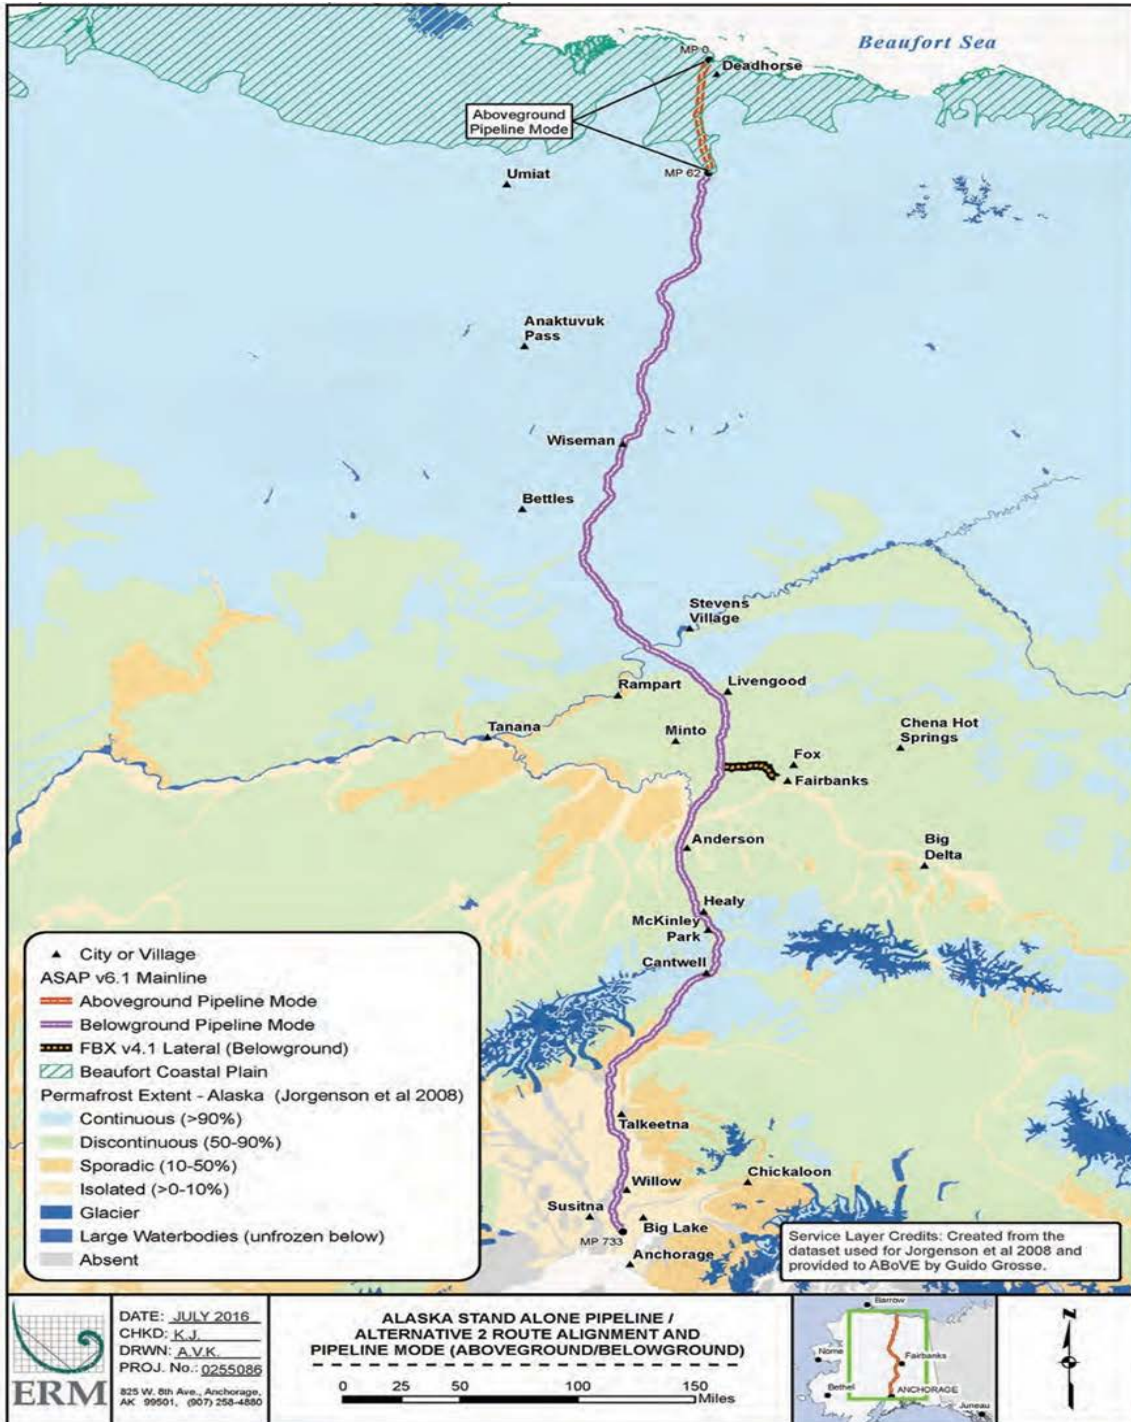 Beaufort Sea
MP 0
Deadhorse
Aboveground
Pipeline Mode
MP 62
Umiat
Anaktuvuk
Pass
Wiseman
Bettles
Stevens
Village
Rampart
Livengood
Tanana
Minto
Chena Hot
Springs
Fox
Fairbanks
Anderson
Big
Delta
Healy
McKinley
Park
Cantwell
Talkeetna
Willow
Chickaloon
Susitna
Big Lake
MP 733
Anchorage
City or Village
ASAP v6.1 Mainline
Aboveground Pipeline Mode
Belowground Pipeline Mode
FBX v4.1 Lateral (Belowground)
Beaufort Coastal Plain
Permafrost Extent - Alaska (Jorgenson et al 2008)
Continuous (>90%)
Discontinuous (50-90%)
Sporadic (10-50%)
Isolated (>0-10%)
Glacier
Large Waterbodies (unfrozen below)
Absent
Service Layer Credits: Created from the
dataset used for Jorgenson et al 2008 and
provided to ABoVE by Guido Grosse.
ERM
DATE: JULY 2016
CHKD: K.J.
DRWN: A.V.K.
PROJ. No.: 0255086
825 W. 8th Ave., Anchorage,
AK 99501, (907) 258-4880
ALASKA STAND ALONE PIPELINE /
ALTERNATIVE 2 ROUTE ALIGNMENT AND
PIPELINE MODE (ABOVEGROUND/BELOWGROUND)
0 25 50 100 150
Miles
Barrow
Nome
Fairbanks
Bethel
ANCHORAGE
Juneau
N